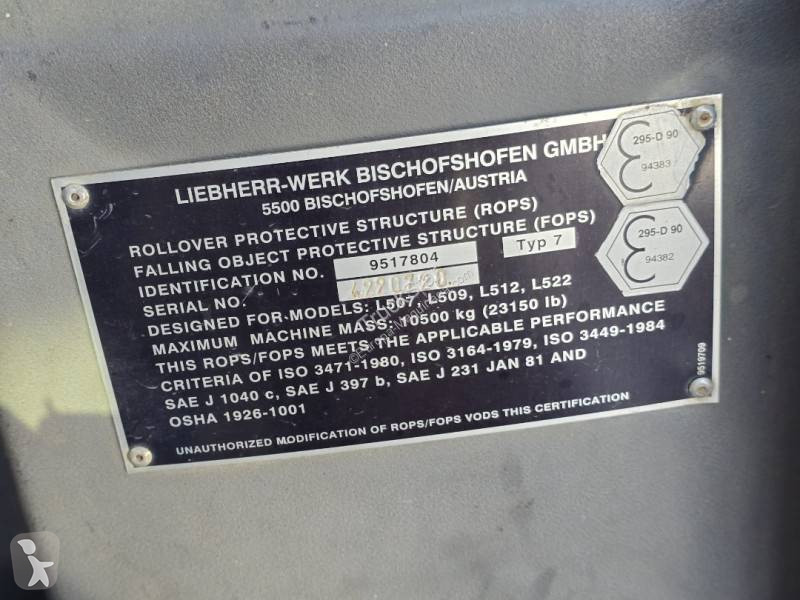 LIEBHERR-WERK BISCHOFSHOFEN GMBH
5500 BISCHOFSHOFEN/AUSTRIA
ROLLOVER PROTECTIVE STRUCTURE (ROPS)
FALLING OBJECT PROTECTIVE STRUCTURE (FOPS)
IDENTIFICATION NO. 9517804 Typ 7
SERIAL NO.
DESIGNED FOR MODELS: L507, L509, L512, L522
MAXIMUM MACHINE MASS: 10500 kg (23150 lb)
THIS ROPS/FOPS MEETS THE APPLICABLE PERFORMANCE
CRITERIA OF ISO 3471-1980, ISO 3164-1979, ISO 3449-1984
SAE J 1040 c, SAE J 397 b, SAE J 231 JAN 81 AND
OSHA 1926-1001
UNAUTHORIZED MODIFICATION OF ROPS/FOPS VODS THIS CERTIFICATION
295-D 90
94383
295-D 90
94382
9519709